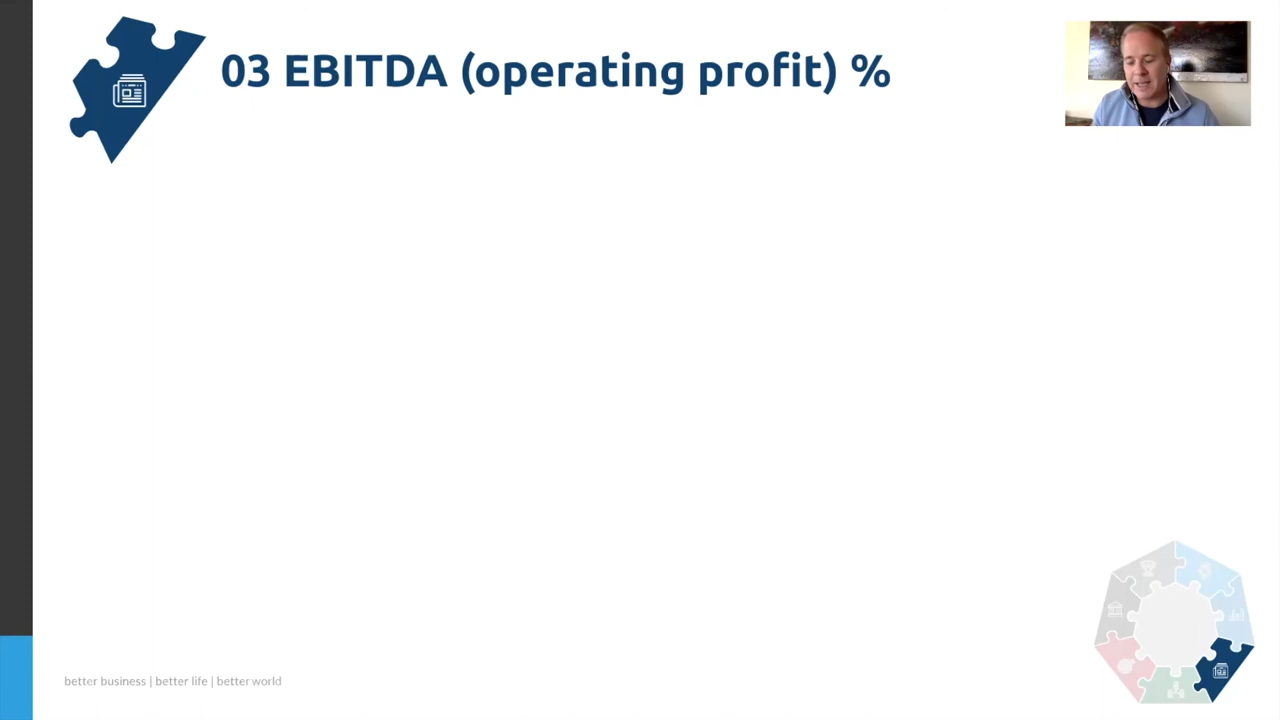 03 EBITDA (operating profit) %
better business | better life | better world